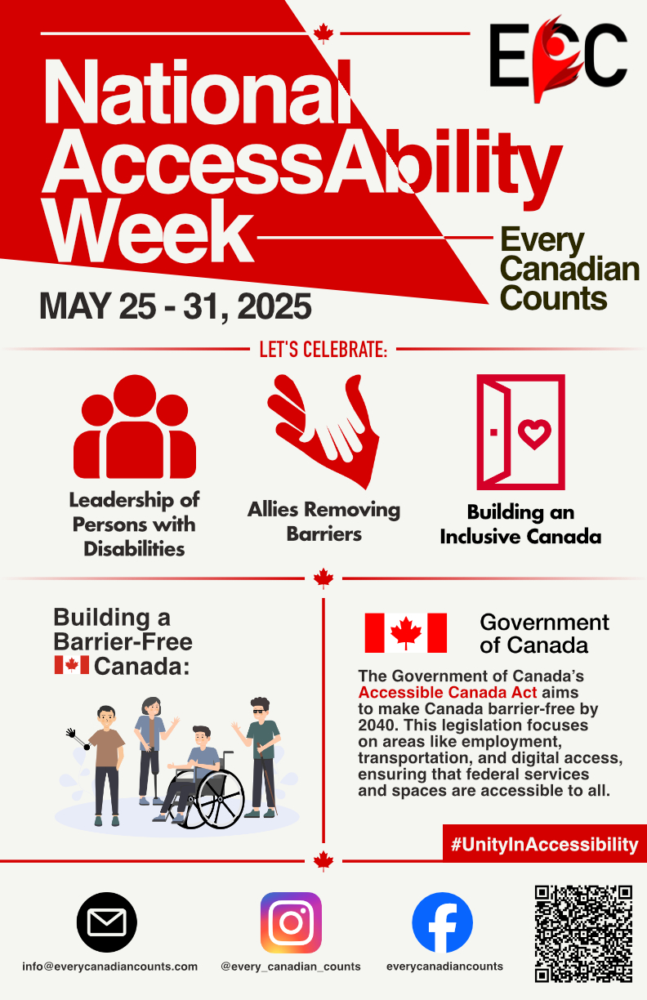 ECC
National
AccessAbility
Week
Every
Canadian
Counts
MAY 25 - 31, 2025
LET'S CELEBRATE:
Leadership of
Persons with
Disabilities
Allies Removing
Barriers
Building an
Inclusive Canada
Building a
Barrier-Free
Canada:
Government
of Canada
The Government of Canada’s
Accessible Canada Act aims
to make Canada barrier-free by
2040. This legislation focuses
on areas like employment,
transportation, and digital access,
ensuring that federal services
and spaces are accessible to all.
#UnityInAccessibility
info@everycanadiancounts.com
@every_canadian_counts
everycanadiancounts